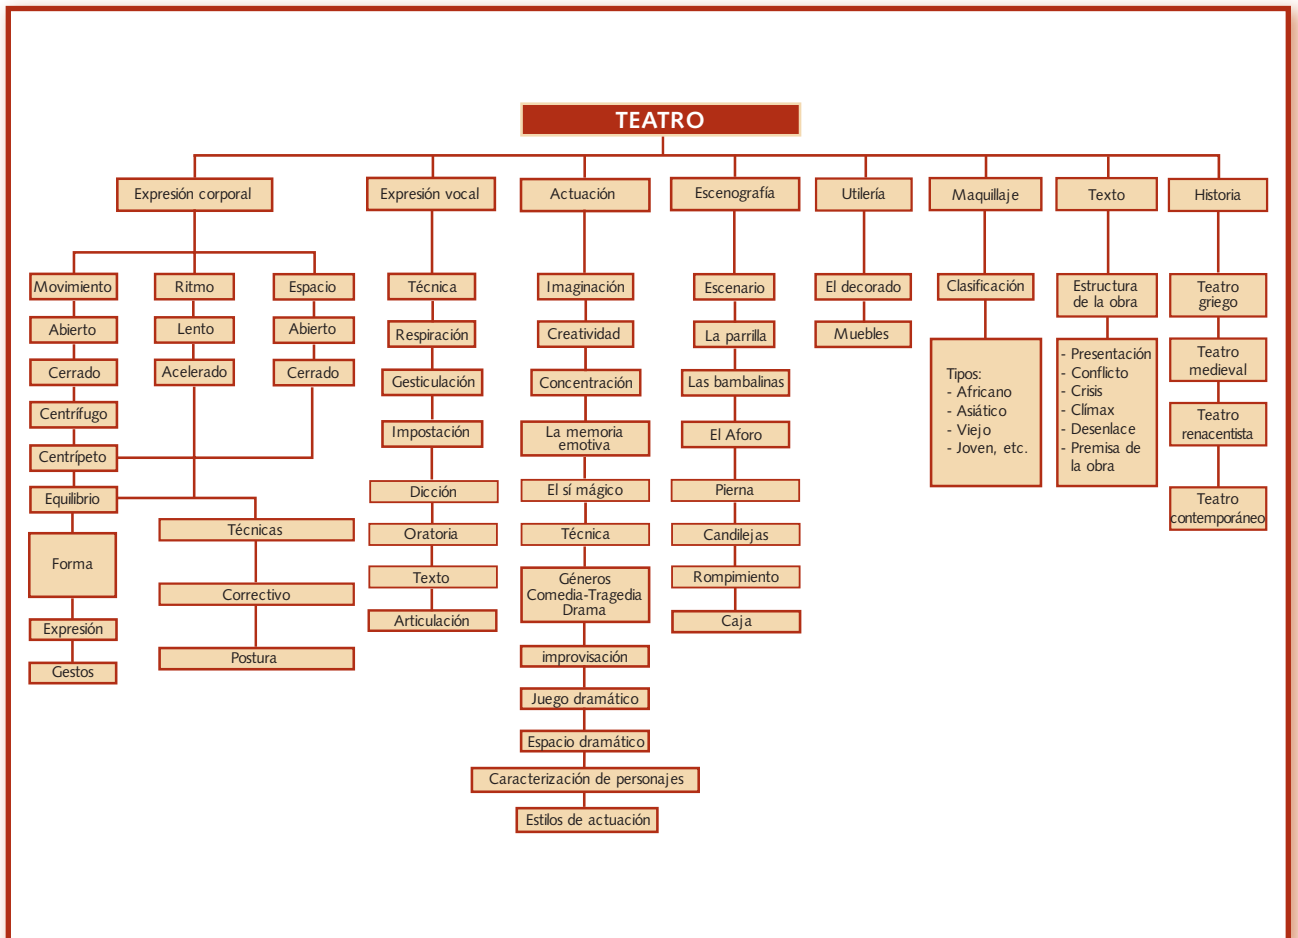 TEATRO
Expresión corporal
Expresión vocal
Actuación
Escenografía
Utilería
Maquillaje
Texto
Historia
Movimiento
Abierto
Cerrado
Centrífugo
Centrípeto
Equilibrio
Forma
Expresión
Gestos
Ritmo
Lento
Acelerado
Espacio
Abierto
Cerrado
Técnicas
Correctivo
Postura
Técnica
Respiración
Gesticulación
Impostación
Dicción
Oratoria
Texto
Articulación
Imaginación
Creatividad
Concentración
La memoria
emotiva
El sí mágico
Técnica
Géneros
Comedia-Tragedia
Drama
improvisación
Juego dramático
Espacio dramático
Caracterización de personajes
Estilos de actuación
Escenario
La parrilla
Las bambalinas
El Aforo
Pierna
Candilejas
Rompimiento
Caja
El decorado
Muebles
Clasificación
Tipos:
- Africano
- Asiático
- Viejo
- Joven, etc.
Estructura
de la obra
- Presentación
- Conflicto
- Crisis
- Clímax
- Desenlace
- Premisa de
la obra
Teatro
griego
Teatro
medieval
Teatro
renacentista
Teatro
contemporáneo